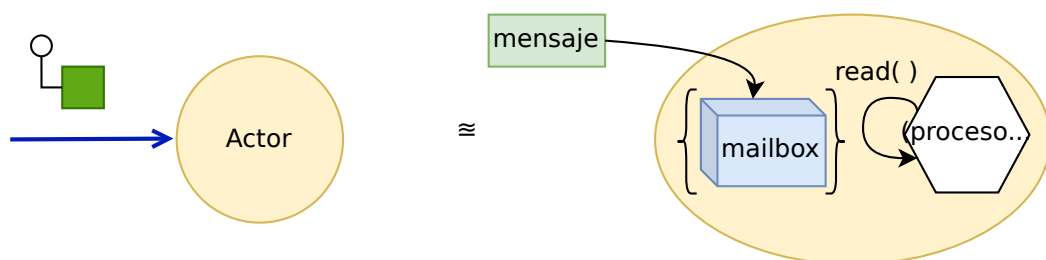 mensaje
read( )
Actor
≅
mailbox
(proceso...